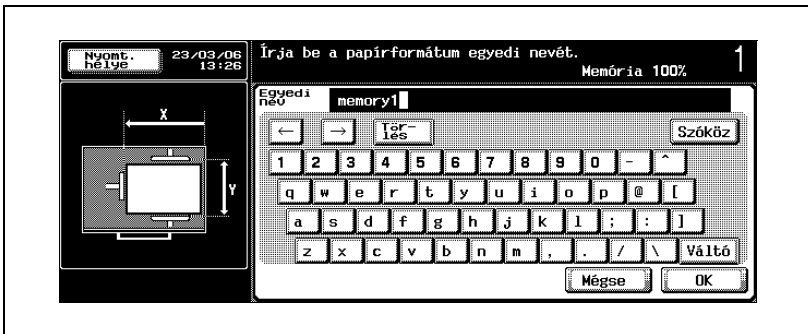 Nyomt. helye
23/03/06
13:26
Írja be a papírformátum egyedi nevét.
Memória 100%
1
X
Y
Egyedi név
memory1
← → Tör-lés Szóköz
1 2 3 4 5 6 7 8 9 0 - ^
q w e r t y u i o p @ [
a s d f g h j k l ; : ]
z x c v b n m , . / \ Váltó
Mégse OK